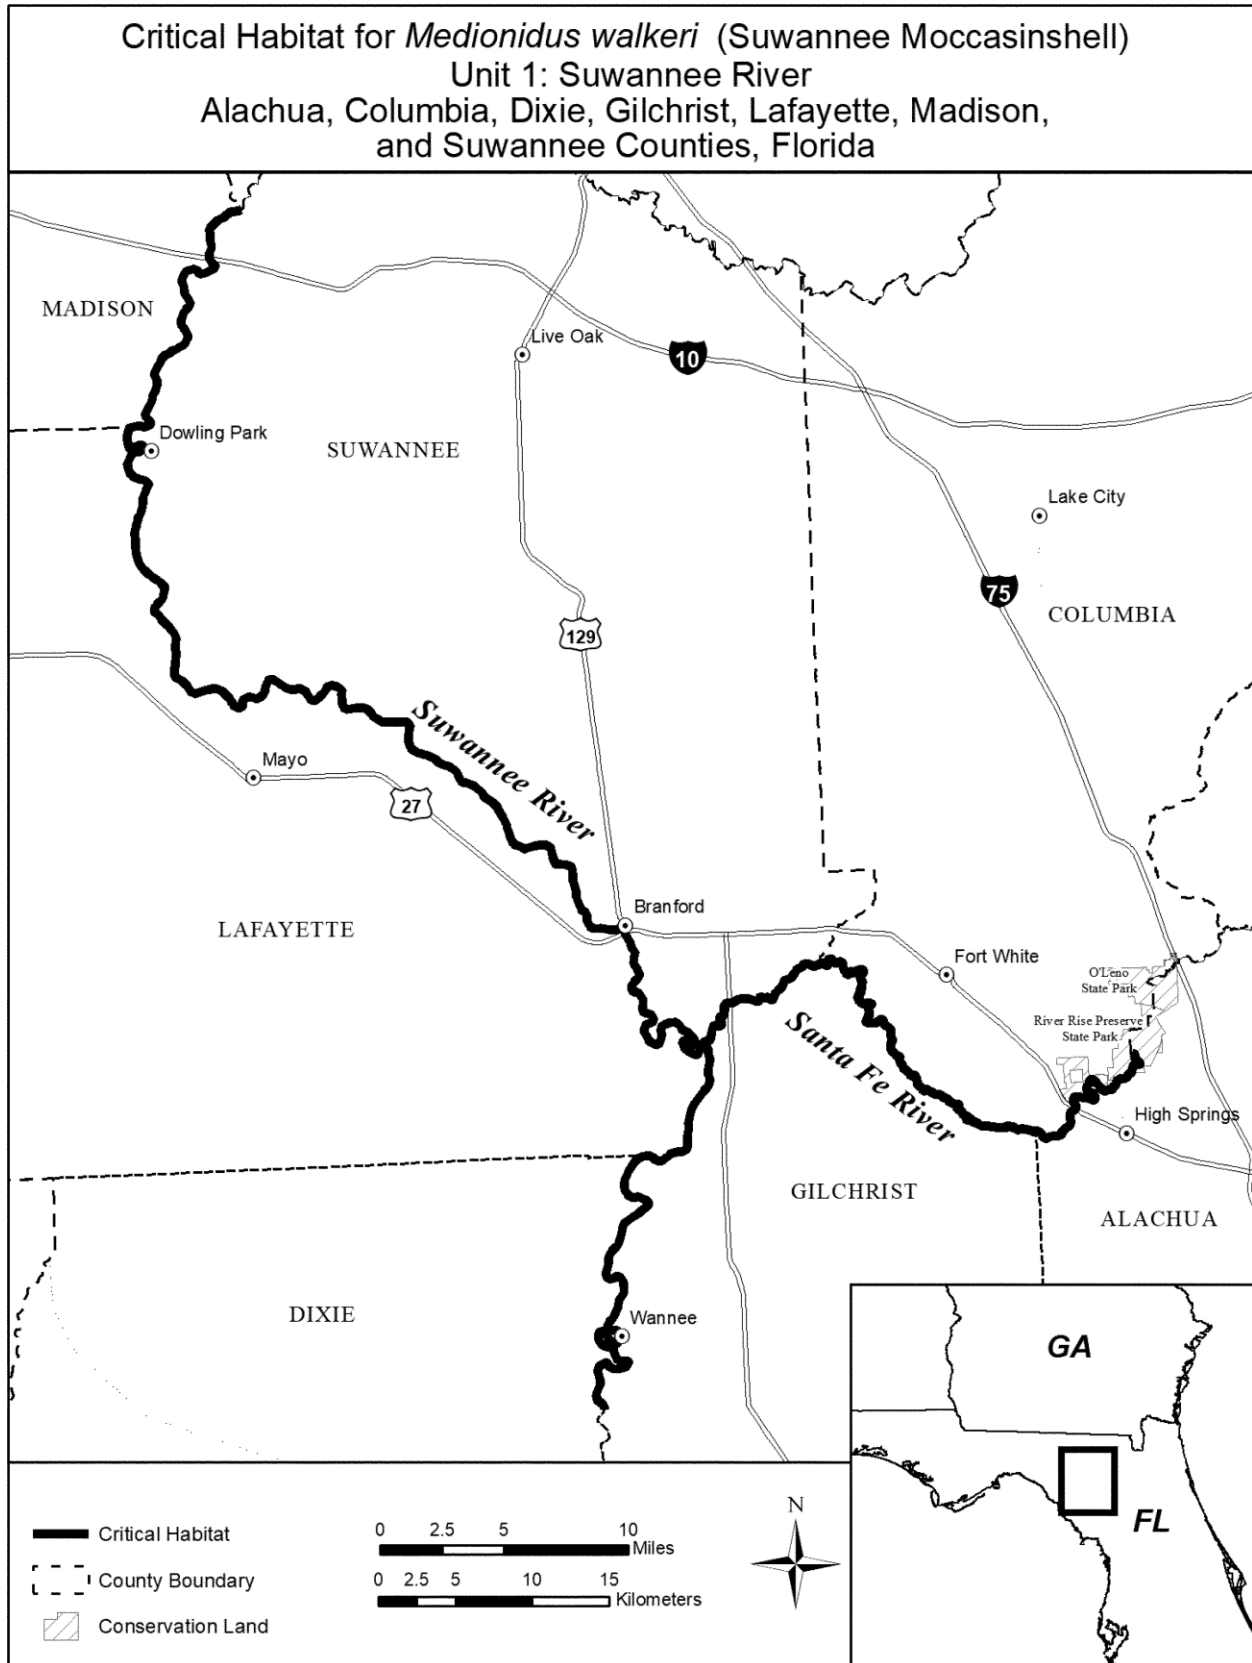 Critical Habitat for Medionidus walkeri (Suwannee Moccasinshell)
Unit 1: Suwannee River
Alachua, Columbia, Dixie, Gilchrist, Lafayette, Madison,
and Suwannee Counties, Florida
MADISON
Live Oak
10
Dowling Park
SUWANNEE
Lake City
75
COLUMBIA
129
Suwannee River
Mayo
27
Branford
LAFAYETTE
Fort White
O'Leno
State Park
River Rise Preserve
State Park
Santa Fe River
High Springs
GILCHRIST
ALACHUA
DIXIE
Wannee
GA
FL
Critical Habitat
County Boundary
Conservation Land
0 2.5 5 10
Miles
0 2.5 5 10 15
Kilometers
N